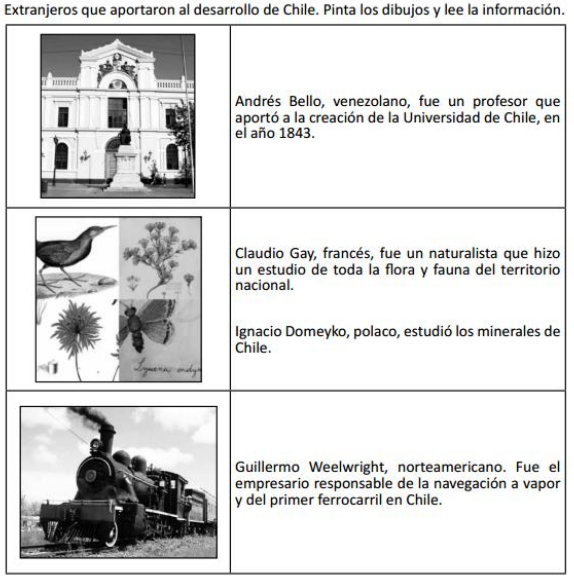 Extranjeros que aportaron al desarrollo de Chile. Pinta los dibujos y lee la información.
Andrés Bello, venezolano, fue un profesor que
aportó a la creación de la Universidad de Chile, en
el año 1843.
Claudio Gay, francés, fue un naturalista que hizo
un estudio de toda la flora y fauna del territorio
nacional.
Ignacio Domeyko, polaco, estudió los minerales de
Chile.
Guillermo Weelwright, norteamericano. Fue el
empresario responsable de la navegación a vapor
y del primer ferrocarril en Chile.